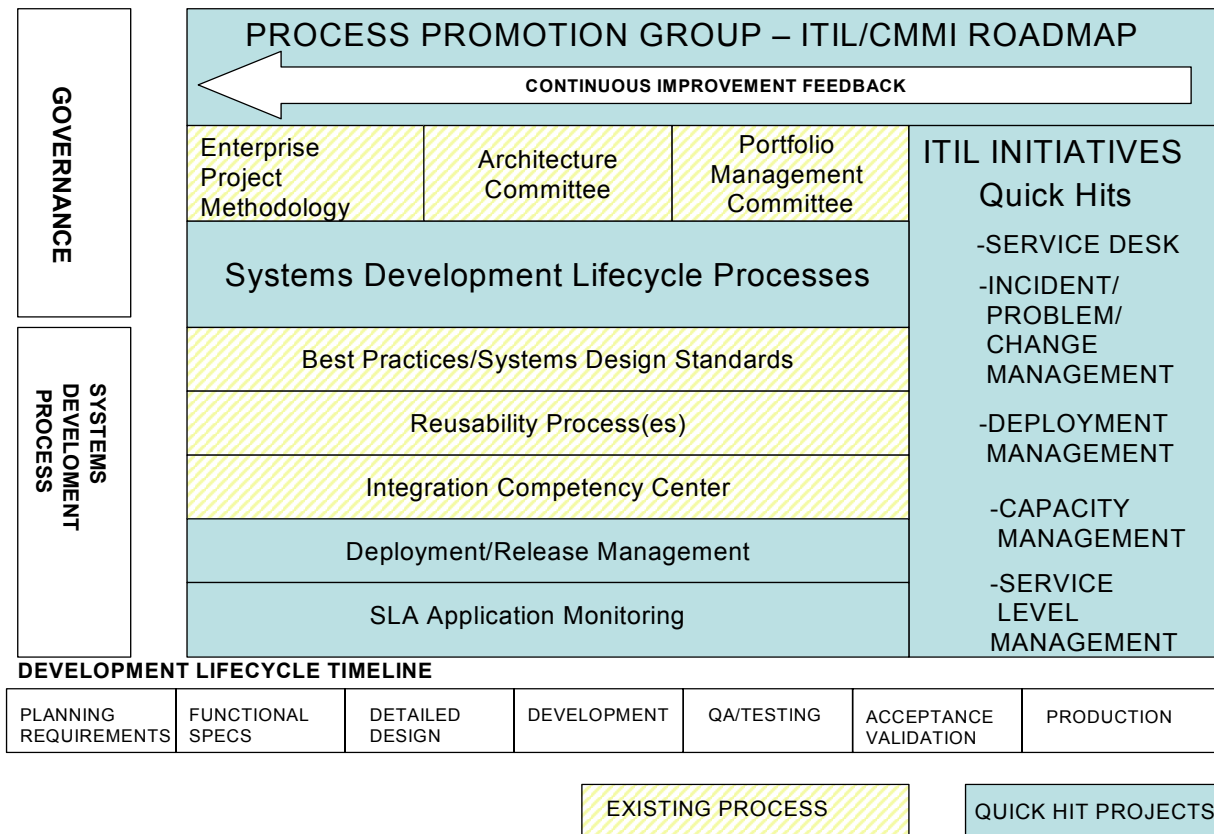 PROCESS PROMOTION GROUP – ITIL/CMMI ROADMAP
CONTINUOUS IMPROVEMENT FEEDBACK
GOVERNANCE
Enterprise
Project
Methodology
Architecture
Committee
Portfolio
Management
Committee
ITIL INITIATIVES
Quick Hits
-SERVICE DESK
-INCIDENT/
PROBLEM/
CHANGE
MANAGEMENT
-DEPLOYMENT
MANAGEMENT
-CAPACITY
MANAGEMENT
-SERVICE
LEVEL
MANAGEMENT
Systems Development Lifecycle Processes
SYSTEMS
DEVELOMENT
PROCESS
Best Practices/Systems Design Standards
Reusability Process(es)
Integration Competency Center
Deployment/Release Management
SLA Application Monitoring
DEVELOPMENT LIFECYCLE TIMELINE
PLANNING
REQUIREMENTS
FUNCTIONAL
SPECS
DETAILED
DESIGN
DEVELOPMENT
QA/TESTING
ACCEPTANCE
VALIDATION
PRODUCTION
EXISTING PROCESS
QUICK HIT PROJECTS